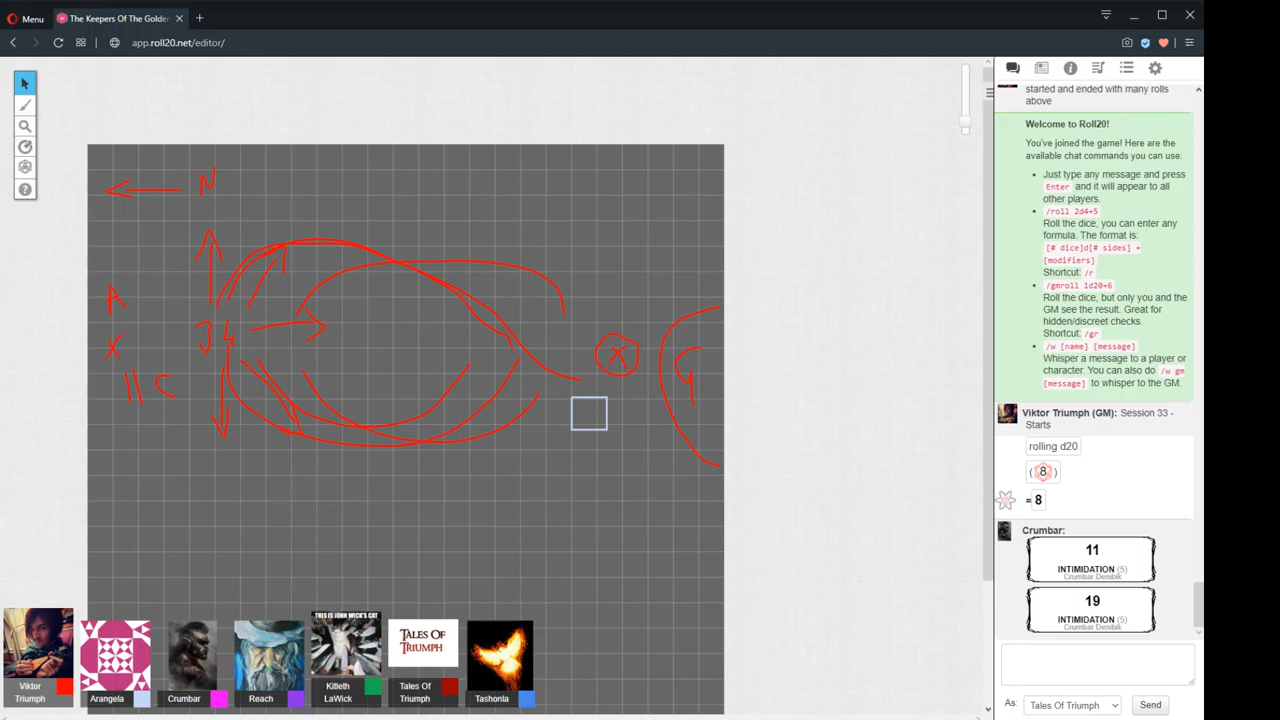 Menu
The Keepers Of The Golder
app.roll20.net/editor/
started and ended with many rolls
above
Welcome to Roll20!
You've joined the game! Here are the
available chat commands you can use:
Just type any message and press
Enter and it will appear to all
other players.
/roll 2d4+5
Roll the dice, you can enter any
formula. The format is:
[# dice]d[# sides] +
[modifiers]
Shortcut: /r
/gmroll 1d20+6
Roll the dice, but only you and the
GM see the result. Great for
hidden/discreet checks.
Shortcut: /gr
/w [name] [message]
Whisper a message to a player or
character. You can also do /w gm
[message] to whisper to the GM.
Viktor Triumph (GM): Session 33 -
Starts
rolling d20
(8)
=8
Crumbar:
11
INTIMIDATION (5)
Crumbar Denibik
19
INTIMIDATION (5)
Crumbar Denibik
As: Tales Of Triumph Send
N
A
X
11 C
34
X
G
THIS IS JOHN WICK'S CAT
TALES OF
TRIUMPH
Viktor
Triumph
Arangela
Crumbar
Reach
Killeth
LaWick
Tales Of
Triumph
Tashonla